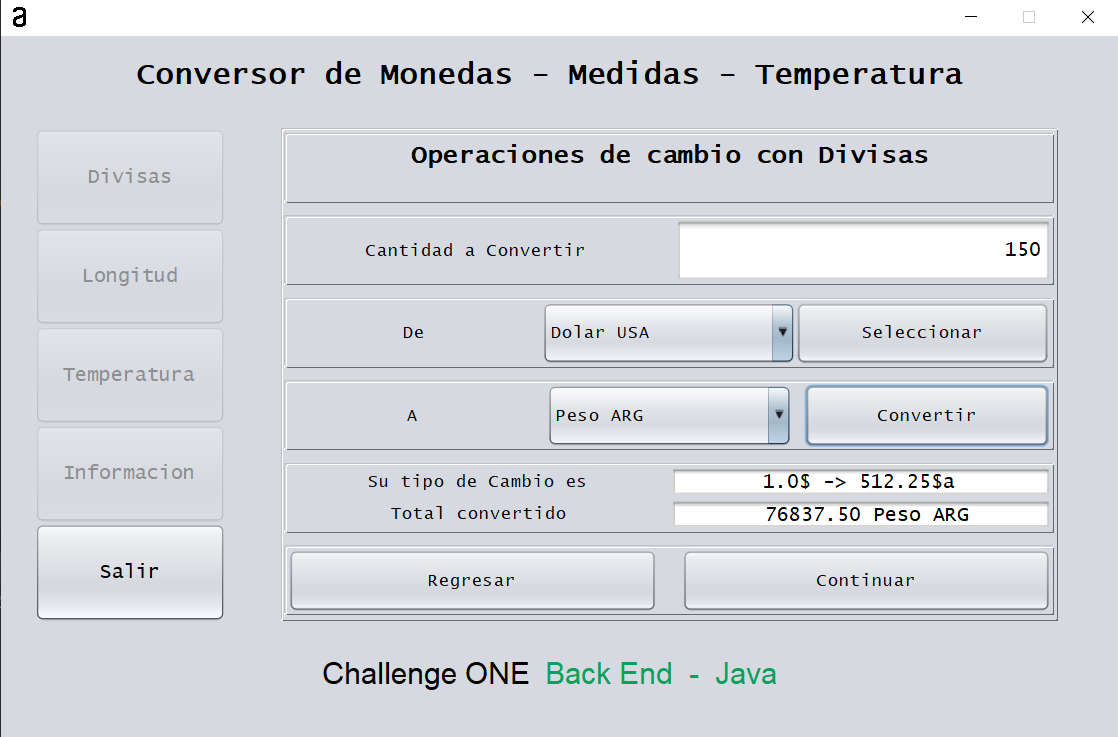 a
Conversor de Monedas - Medidas - Temperatura
Divisas
Longitud
Temperatura
Informacion
Salir
Operaciones de cambio con Divisas
Cantidad a Convertir 150
De Dolar USA Seleccionar
A Peso ARG Convertir
Su tipo de Cambio es 1.0$ -> 512.25$a
Total convertido 76837.50 Peso ARG
Regresar Continuar
Challenge ONE Back End - Java